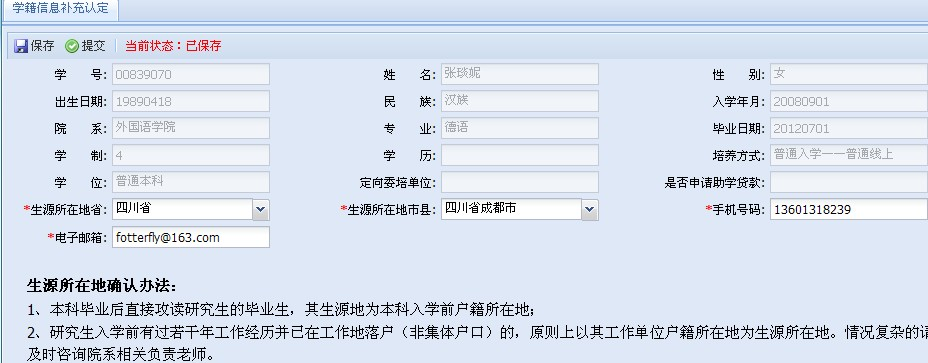 学籍信息补充认定
保存 提交 当前状态：已保存
学 号: 00839070 姓 名: 张琰妮 性 别: 女
出生日期: 19890418 民 族: 汉族 入学年月: 20080901
院 系: 外国语学院 专 业: 德语 毕业日期: 20120701
学 制: 4 学 历: 培养方式: 普通入学——普通线上
学 位: 普通本科 定向委培单位: 是否申请助学贷款:
*生源所在地省: 四川省 *生源所在地市县: 四川省成都市 *手机号码: 13601318239
*电子邮箱: fotterfly@163.com
生源所在地确认办法：
1、本科毕业后直接攻读研究生的毕业生，其生源地为本科入学前户籍所在地；
2、研究生入学前有过若干年工作经历并已在工作地落户（非集体户口）的，原则上以其工作单位户籍所在地为生源所在地。情况复杂的请
及时咨询院系相关负责老师。